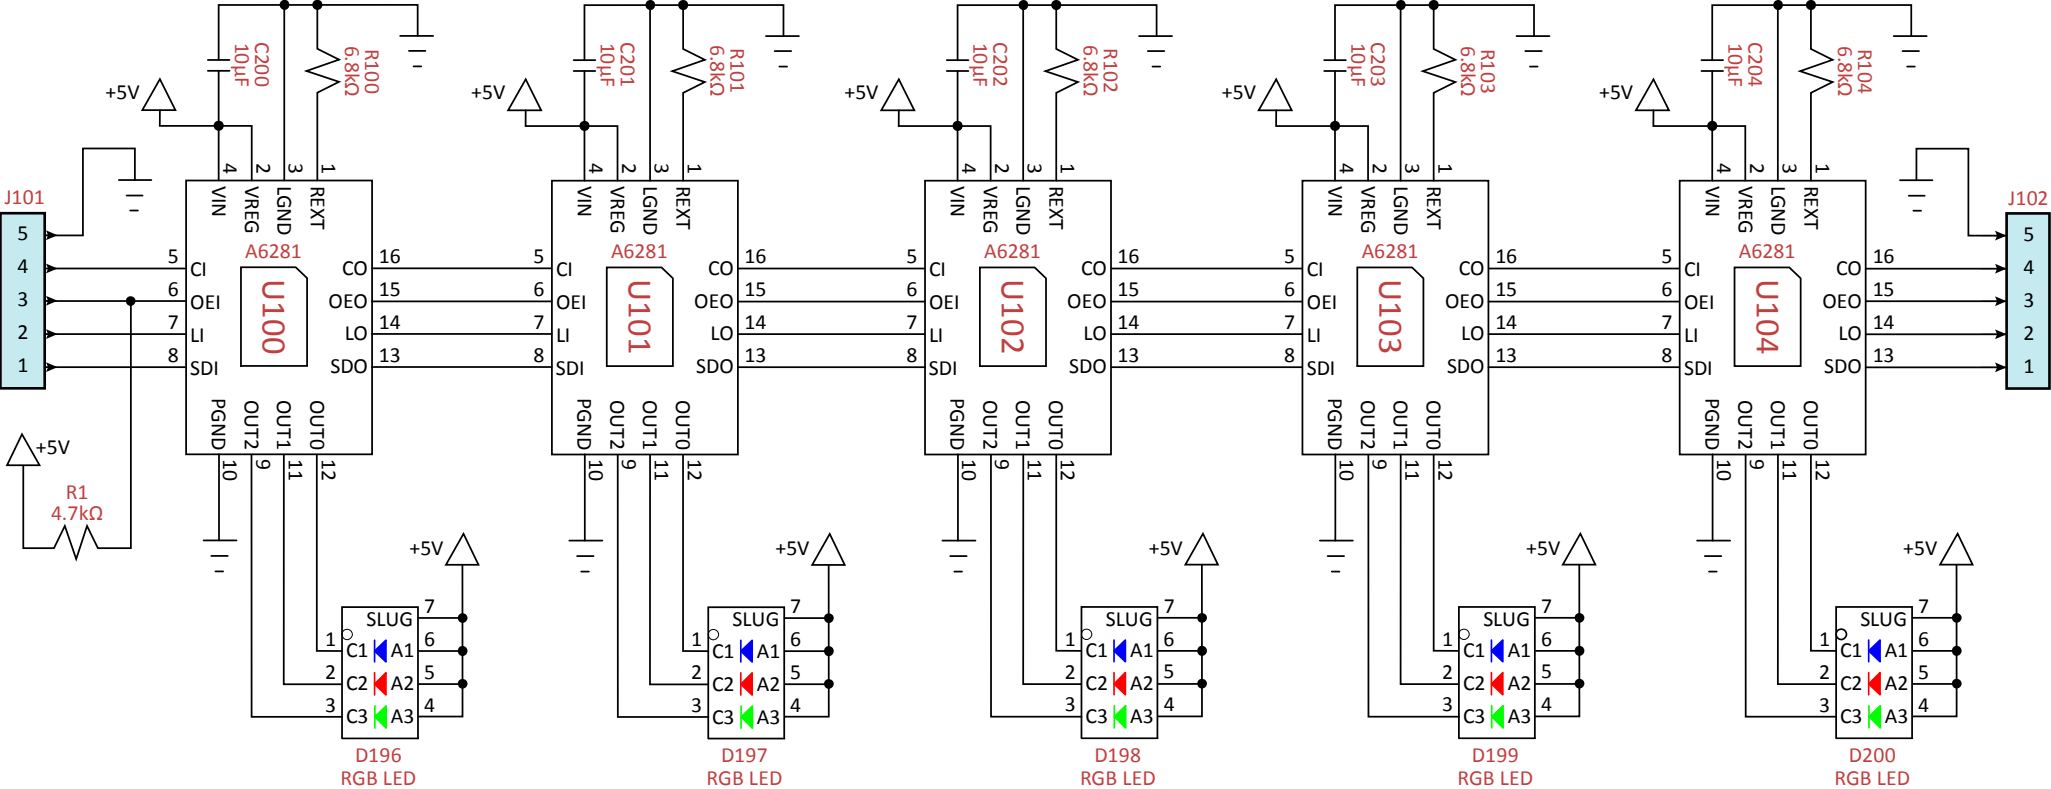 C200
10µF
R100
6.8kΩ
+5V
C201
10µF
R101
6.8kΩ
+5V
C202
10µF
R102
6.8kΩ
+5V
C203
10µF
R103
6.8kΩ
+5V
C204
10µF
R104
6.8kΩ
+5V
J101
5
4
3
2
1
4 2 3 1
VIN VREG LGND REXT
A6281
U100
5 CI CO 16
6 OEI OEO 15
7 LI LO 14
8 SDI SDO 13
PGND OUT2 OUT1 OUT0
10 9 11 12
4 2 3 1
VIN VREG LGND REXT
A6281
U101
5 CI CO 16
6 OEI OEO 15
7 LI LO 14
8 SDI SDO 13
PGND OUT2 OUT1 OUT0
10 9 11 12
4 2 3 1
VIN VREG LGND REXT
A6281
U102
5 CI CO 16
6 OEI OEO 15
7 LI LO 14
8 SDI SDO 13
PGND OUT2 OUT1 OUT0
10 9 11 12
4 2 3 1
VIN VREG LGND REXT
A6281
U103
5 CI CO 16
6 OEI OEO 15
7 LI LO 14
8 SDI SDO 13
PGND OUT2 OUT1 OUT0
10 9 11 12
4 2 3 1
VIN VREG LGND REXT
A6281
U104
5 CI CO 16
6 OEI OEO 15
7 LI LO 14
8 SDI SDO 13
PGND OUT2 OUT1 OUT0
10 9 11 12
J102
5
4
3
2
1
+5V
R1
4.7kΩ
+5V
SLUG 7
1 C1 A1 6
2 C2 A2 5
3 C3 A3 4
D196
RGB LED
+5V
SLUG 7
1 C1 A1 6
2 C2 A2 5
3 C3 A3 4
D197
RGB LED
+5V
SLUG 7
1 C1 A1 6
2 C2 A2 5
3 C3 A3 4
D198
RGB LED
+5V
SLUG 7
1 C1 A1 6
2 C2 A2 5
3 C3 A3 4
D199
RGB LED
+5V
SLUG 7
1 C1 A1 6
2 C2 A2 5
3 C3 A3 4
D200
RGB LED